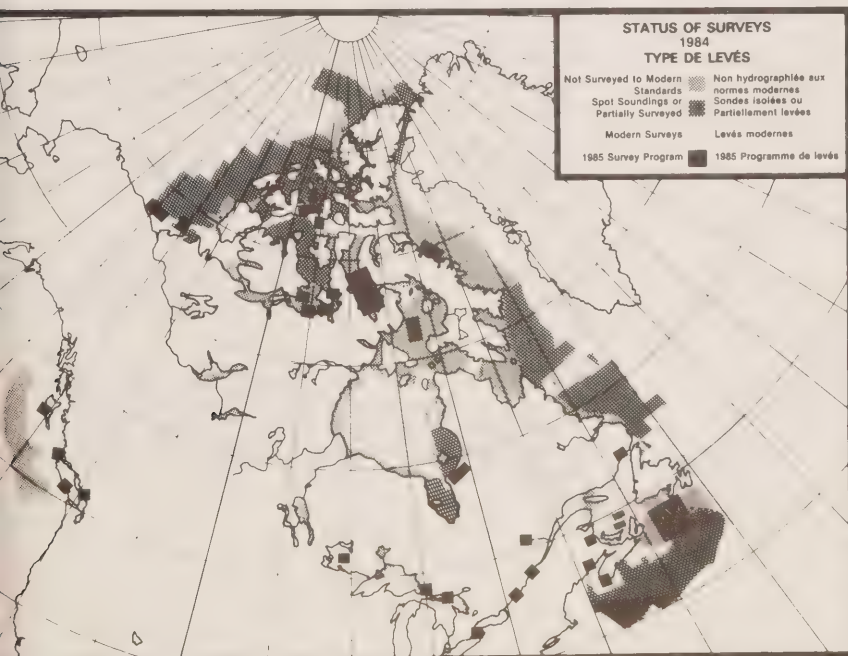 STATUS OF SURVEYS
1984
TYPE DE LEVÉS
Not Surveyed to Modern Standards
Non hydrographiée aux normes modernes
Spot Soundings or Partially Surveyed
Sondes isolées ou Partiellement levées
Modern Surveys
Levés modernes
1985 Survey Program
1985 Programme de levés